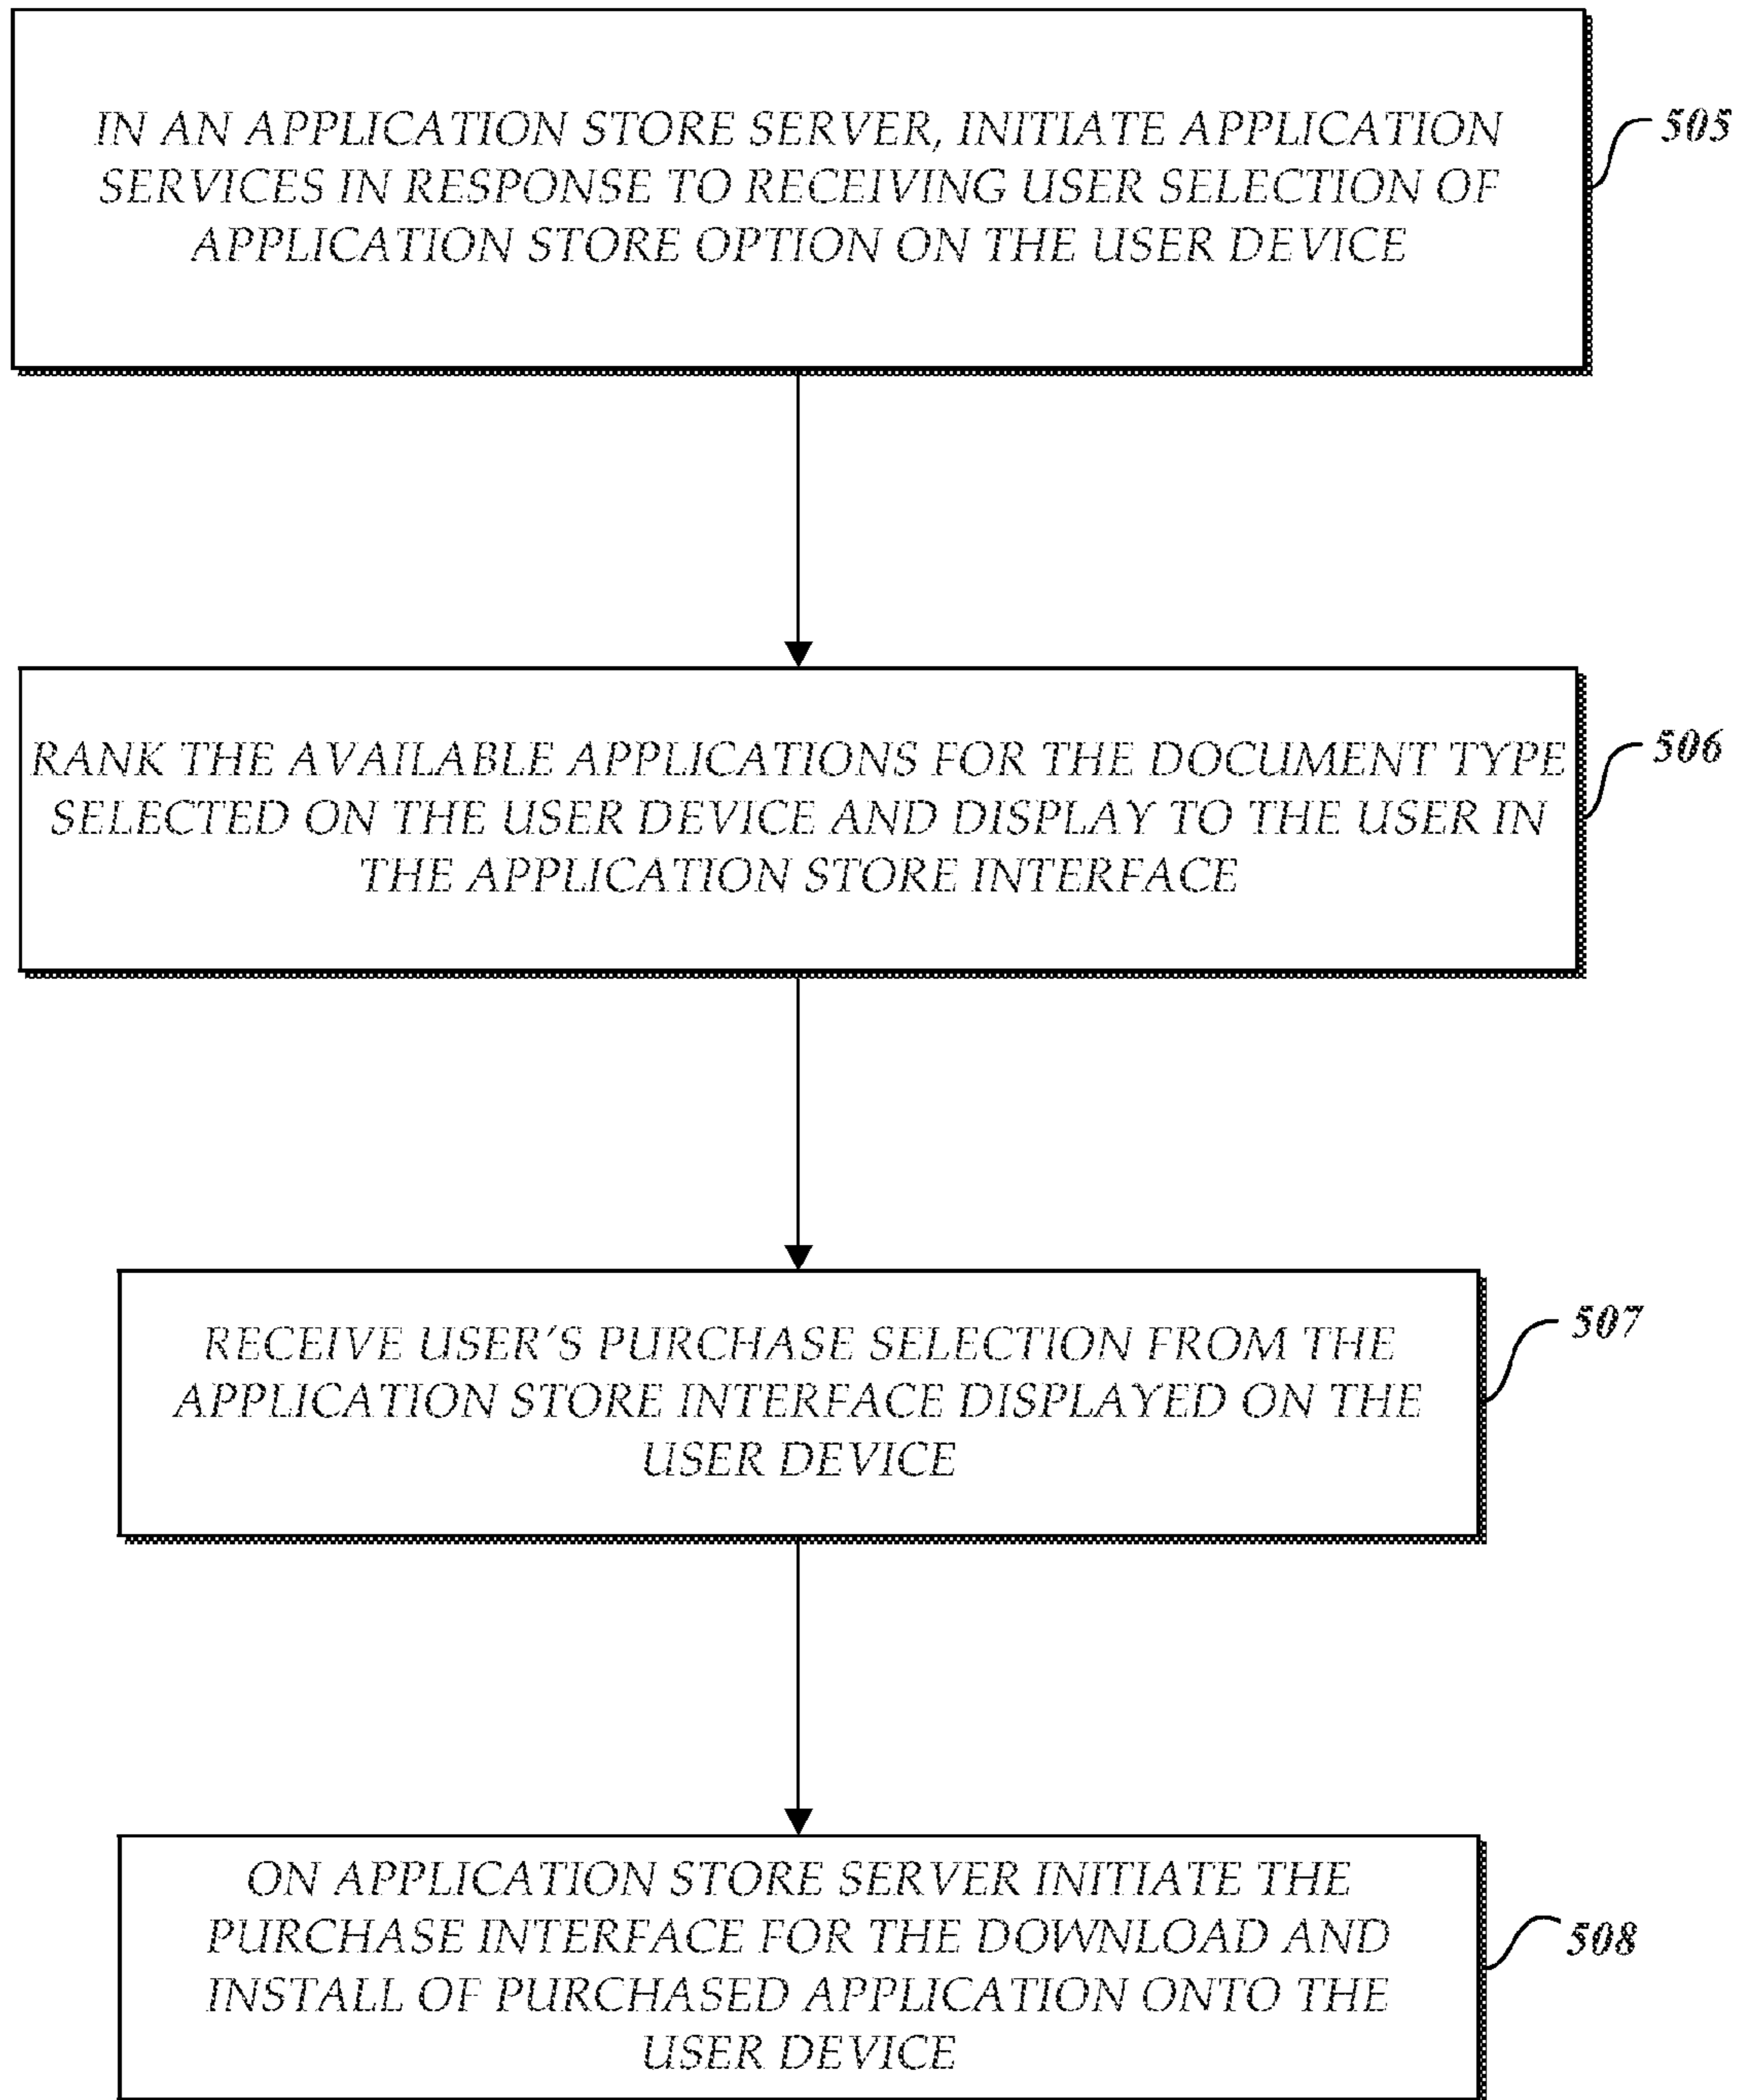 IN AN APPLICATION STORE SERVER, INITIATE APPLICATION
SERVICES IN RESPONSE TO RECEIVING USER SELECTION OF
APPLICATION STORE OPTION ON THE USER DEVICE
505
RANK THE AVAILABLE APPLICATIONS FOR THE DOCUMENT TYPE
SELECTED ON THE USER DEVICE AND DISPLAY TO THE USER IN
THE APPLICATION STORE INTERFACE
506
RECEIVE USER’S PURCHASE SELECTION FROM THE
APPLICATION STORE INTERFACE DISPLAYED ON THE
USER DEVICE
507
ON APPLICATION STORE SERVER INITIATE THE
PURCHASE INTERFACE FOR THE DOWNLOAD AND
INSTALL OF PURCHASED APPLICATION ONTO THE
USER DEVICE
508